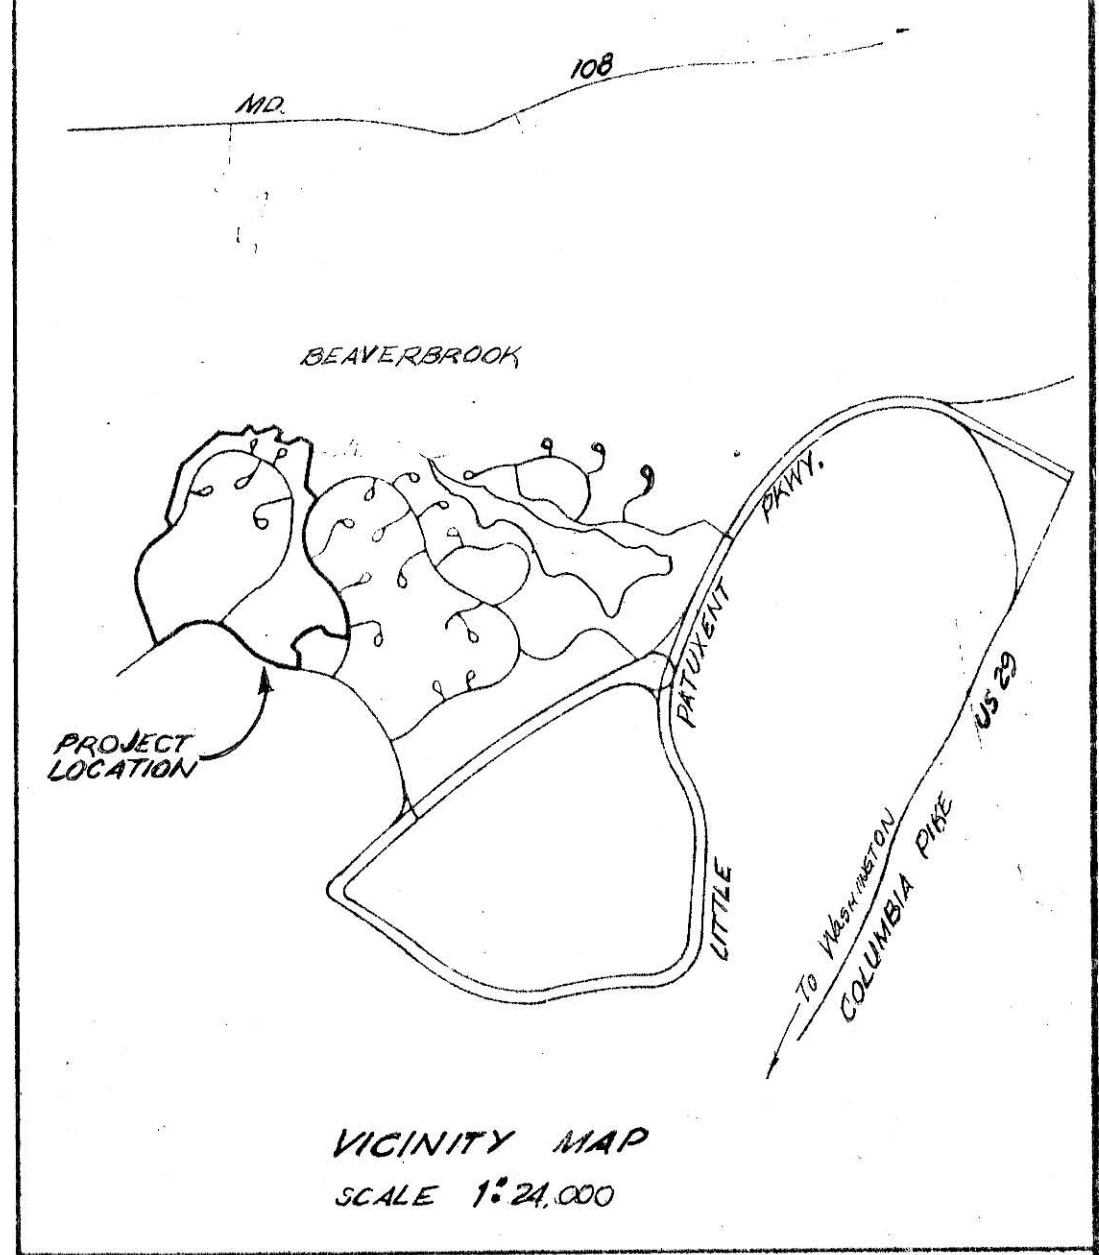 MD.
108
BEAVERBROOK
PKWY.
PATUXENT
LITTLE
US 29
PROJECT
LOCATION
TO WASHINGTON
COLUMBIA PIKE
VICINITY MAP
SCALE 1:24,000